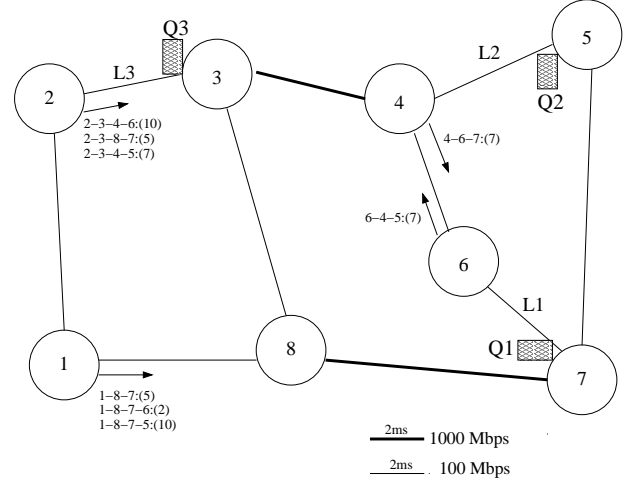 Q3
5
L2
L3
2
3
4
Q2
2–3–4–6:(10)
2–3–8–7:(5)
2–3–4–5:(7)
4–6–7:(7)
6–4–5:(7)
6
L1
Q1
1
8
7
1–8–7:(5)
1–8–7–6:(2)
1–8–7–5:(10)
2ms
1000 Mbps
2ms
100 Mbps